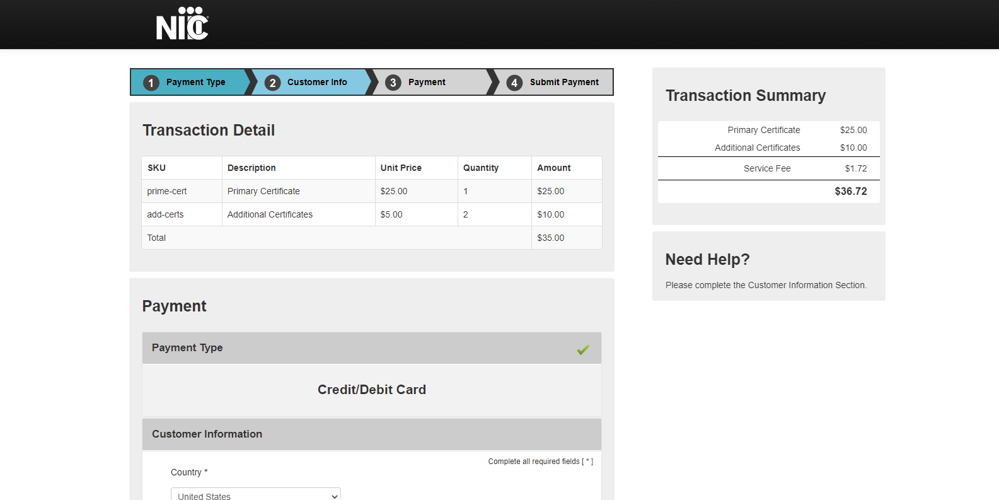 NIC
1 Payment Type 2 Customer Info 3 Payment 4 Submit Payment
Transaction Detail
SKU Description Unit Price Quantity Amount
prime-cert Primary Certificate $25.00 1 $25.00
add-certs Additional Certificates $5.00 2 $10.00
Total $35.00
Payment
Payment Type
Credit/Debit Card
Customer Information
Complete all required fields [ * ]
Country *
United States
Transaction Summary
Primary Certificate $25.00
Additional Certificates $10.00
Service Fee $1.72
$36.72
Need Help?
Please complete the Customer Information Section.